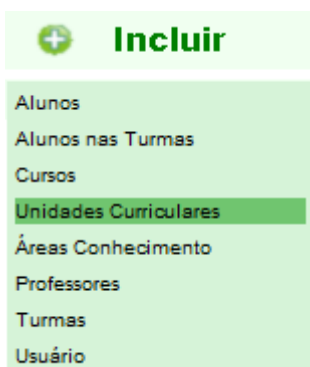 Incluir
Alunos
Alunos nas Turmas
Cursos
Unidades Curriculares
Áreas Conhecimento
Professores
Turmas
Usuário